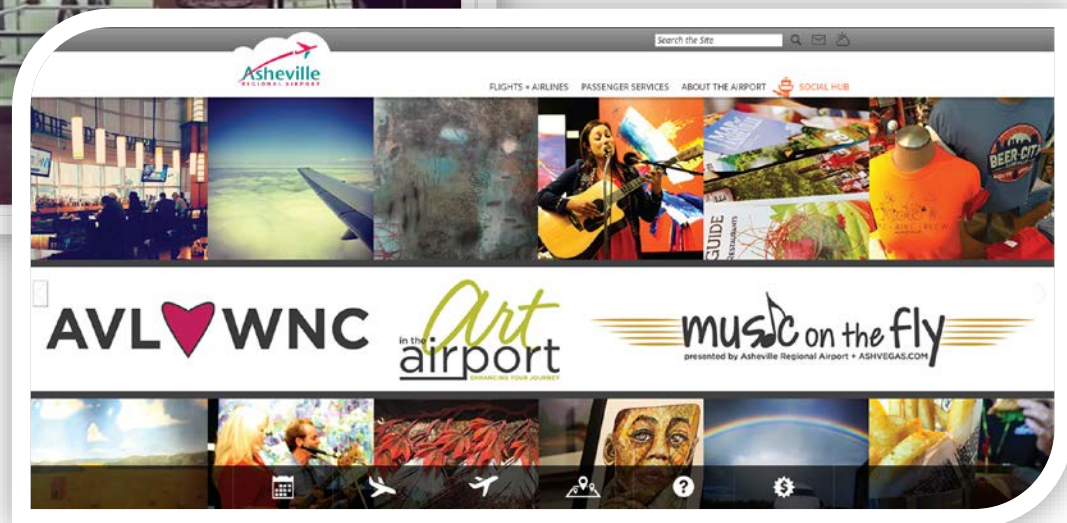 Search the Site
Asheville
REGIONAL AIRPORT
FLIGHTS + AIRLINES PASSENGER SERVICES ABOUT THE AIRPORT SOCIAL HUB
BEER·CITY
GUIDE
RESTAURANTS
AVL WNC
in the art
airport
ENHANCING YOUR JOURNEY
music on the fly
presented by Asheville Regional Airport + ASHVEGAS.COM
?
$